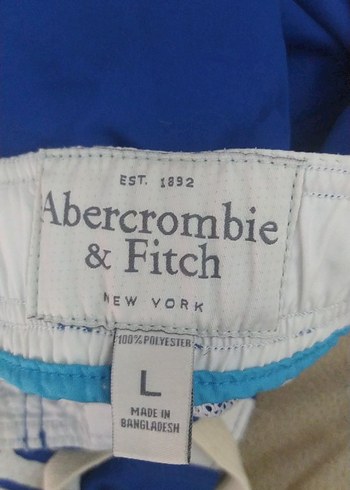 EST. 1892
Abercrombie
& Fitch
NEW YORK
100% POLYESTER
L
MADE IN
BANGLADESH